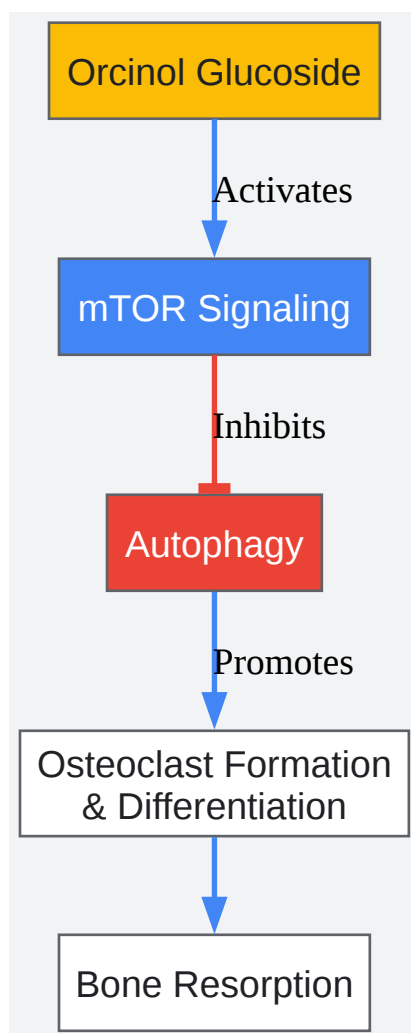 Orcinol Glucoside
Activates
mTOR Signaling
Inhibits
Autophagy
Promotes
Osteoclast Formation
& Differentiation
Bone Resorption